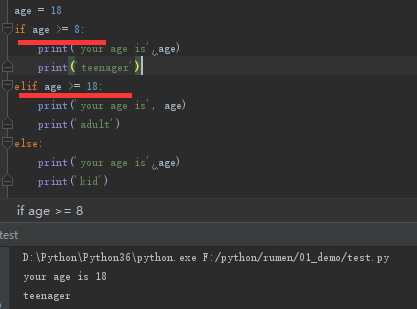 age = 18
if age >= 8:
print('your age is', age)
print('teenager')
elif age >= 18:
print('your age is', age)
print('adult')
else:
print('your age is', age)
print('kid')
if age >= 8
test
D:\Python\Python36\python.exe F:/python/rumen/01_demo/test.py
your age is 18
teenager